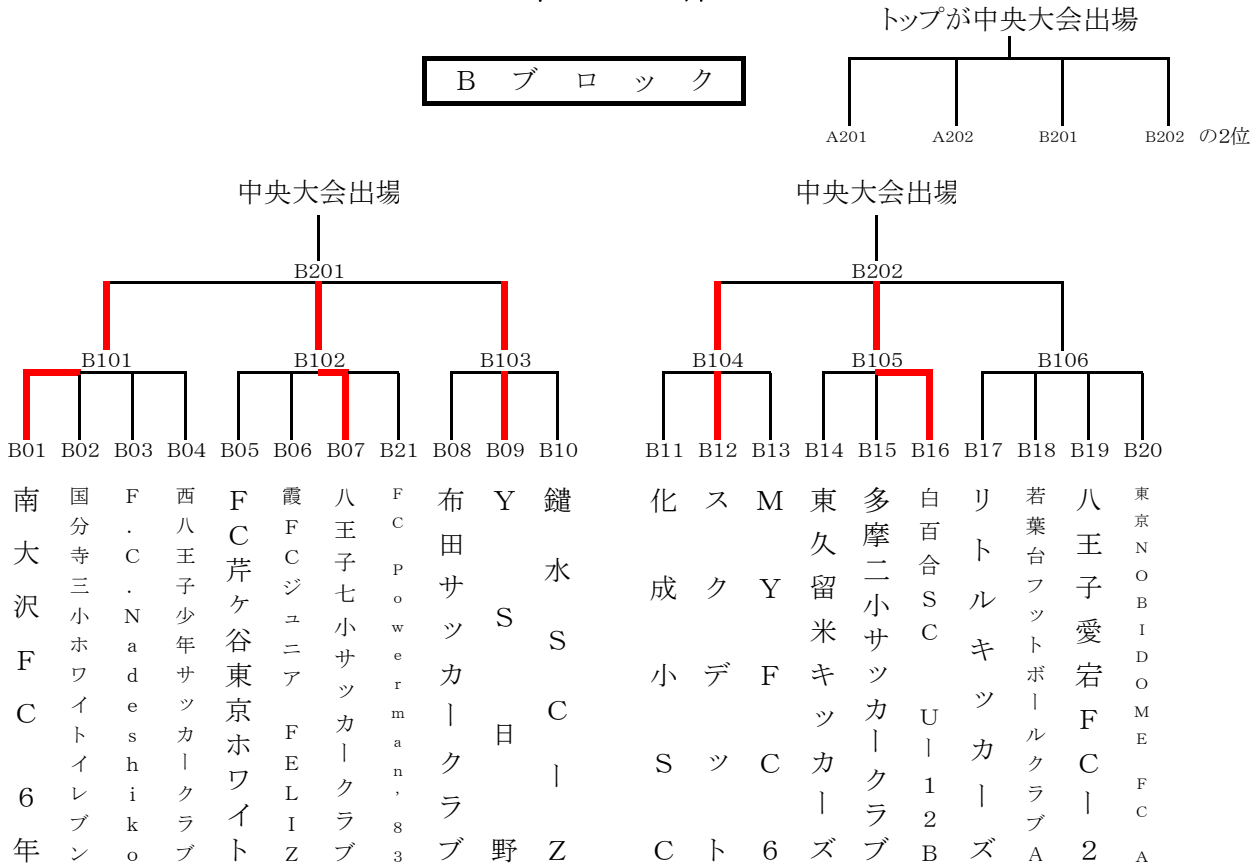 トップが中央大会出場
Bブロック
A201 A202 B201 B202 の2位
中央大会出場 中央大会出場
B201 B202
B101 B102 B103 B104 B105 B106
B01 B02 B03 B04 B05 B06 B07 B21 B08 B09 B10 B11 B12 B13 B14 B15 B16 B17 B18 B19 B20
南大沢FC 6年
国分寺三小ホワイトイレブン
F.C.Nadeshiko
西八王子少年サッカークラブ
FC芹ヶ谷東京ホワイト
霞FCジュニア FELIZ
八王子七小サッカークラブ
FC Powerman,83
布田サッカークラブ
YS日野
鑓水SCーZ
化成小SC
スクデット
MYFC6
東久留米キッカーズ
多摩二小サッカークラブ
白百合SC Uー12B
リトルキッカーズ
若葉台フットボールクラブA
八王子愛宕FCー2
東京NOBIDOME FC A